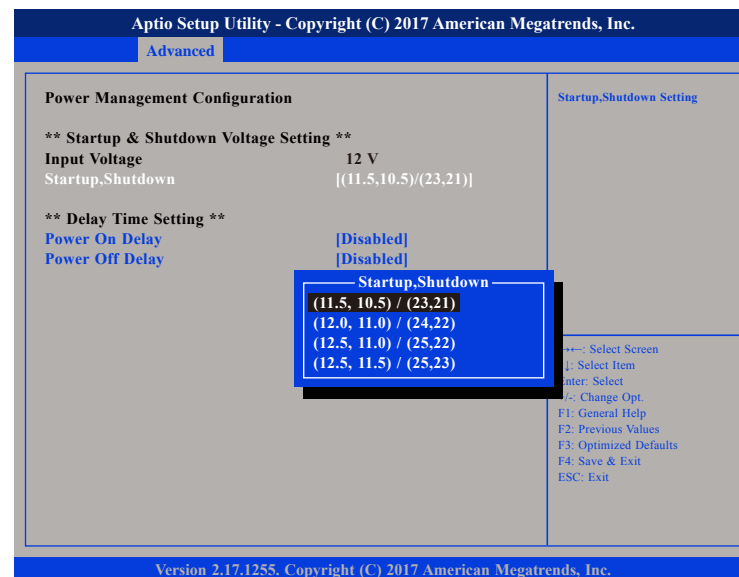 Aptio Setup Utility - Copyright (C) 2017 American Megatrends, Inc.
Advanced
Power Management Configuration
** Startup & Shutdown Voltage Setting **
Input Voltage 12 V
Startup,Shutdown [(11.5,10.5)/(23,21)]
** Delay Time Setting **
Power On Delay [Disabled]
Power Off Delay [Disabled]
Startup,Shutdown
(11.5, 10.5) / (23,21)
(12.0, 11.0) / (24,22)
(12.5, 11.0) / (25,22)
(12.5, 11.5) / (25,23)
Startup,Shutdown Setting
→←: Select Screen
↓: Select Item
Enter: Select
/-: Change Opt.
F1: General Help
F2: Previous Values
F3: Optimized Defaults
F4: Save & Exit
ESC: Exit
Version 2.17.1255. Copyright (C) 2017 American Megatrends, Inc.